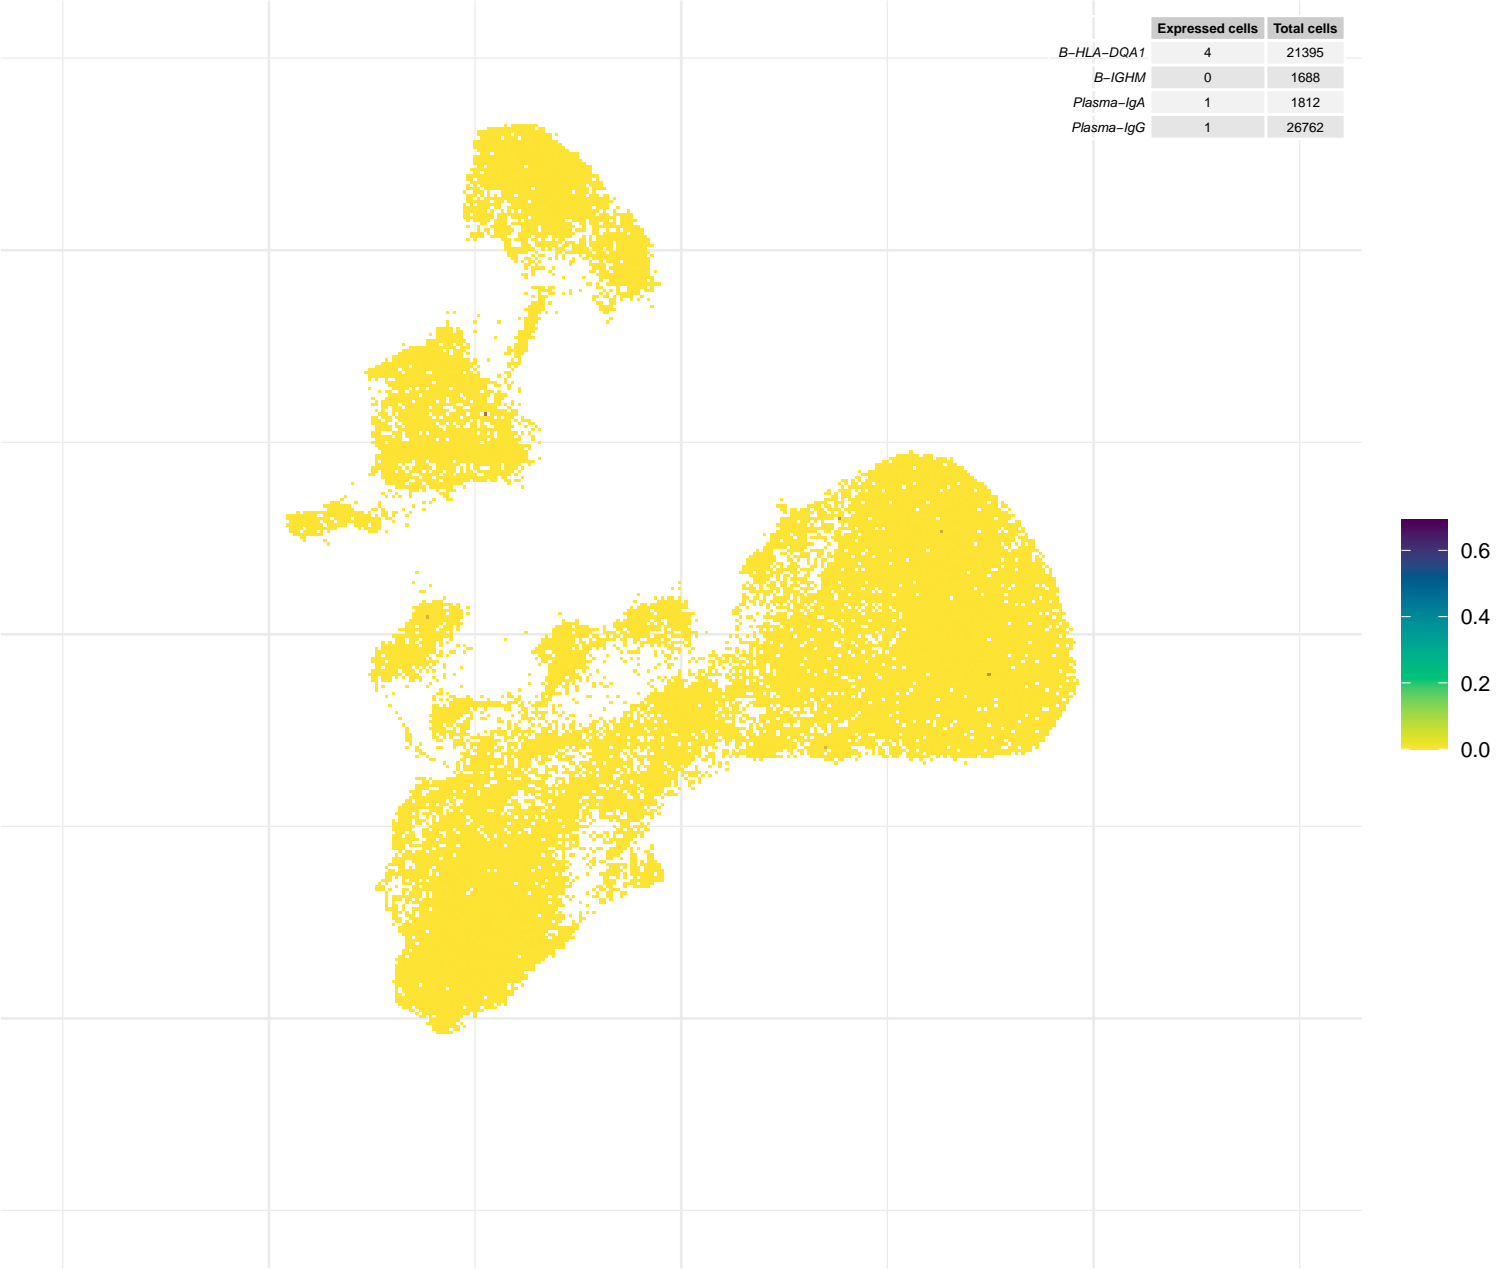 Expressed cells Total cells
B−HLA−DQA1 4 21395
B−IGHM 0 1688
Plasma−IgA 1 1812
Plasma−IgG 1 26762
0.6
0.4
0.2
0.0